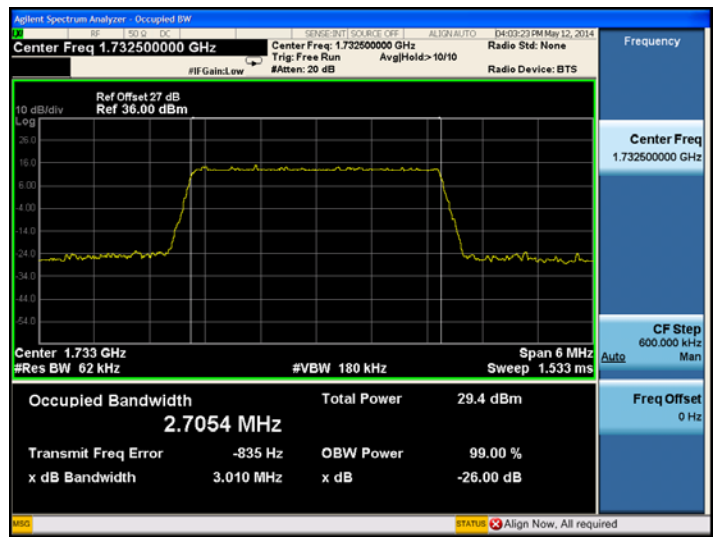 Agilent Spectrum Analyzer - Occupied BW
RF 50 Ω DC SENSE:INT SOURCE OFF ALIGN AUTO 04:03:23 PM May 12, 2014
Center Freq 1.732500000 GHz
Center Freq: 1.732500000 GHz
Radio Std: None
Trig: Free Run Avg|Hold:> 10/10
#IFGain:Low
#Atten: 20 dB
Radio Device: BTS
Ref Offset 27 dB
10 dB/div Ref 36.00 dBm
Log
26.0
16.0
6.00
-4.00
-14.0
-24.0
-34.0
-44.0
-54.0
Center 1.733 GHz Span 6 MHz
#Res BW 62 kHz #VBW 180 kHz Sweep 1.533 ms
Occupied Bandwidth Total Power 29.4 dBm
2.7054 MHz
Transmit Freq Error -835 Hz OBW Power 99.00 %
x dB Bandwidth 3.010 MHz x dB -26.00 dB
Frequency
Center Freq
1.732500000 GHz
CF Step
600.000 kHz
Auto Man
Freq Offset
0 Hz
MSG STATUS Align Now, All required